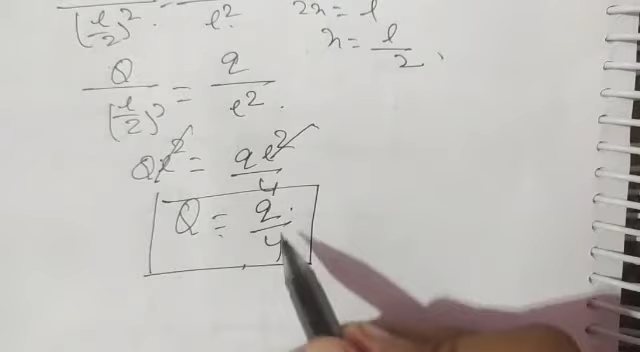 (l/2)². l². 2x = l
x = l/2.
Q/(l/2)² = q/l².
Ql² = ql²/4
Q = q/4